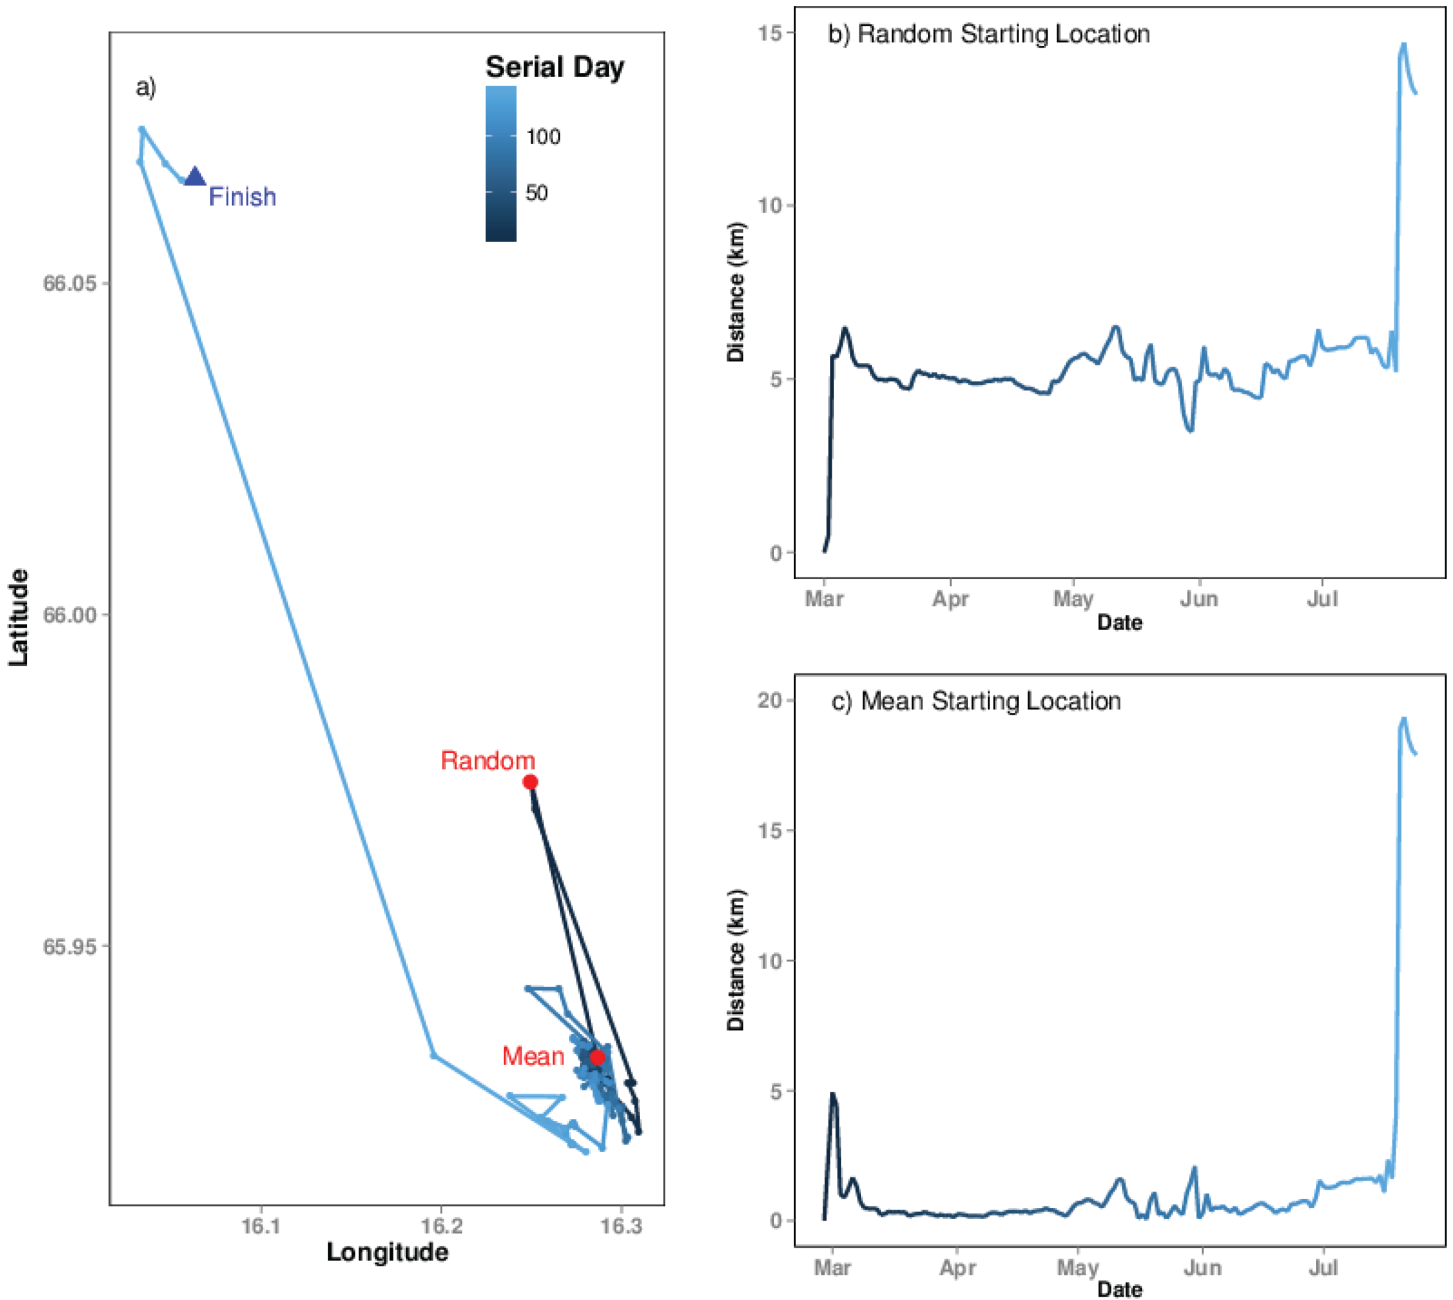 a)
Serial Day
100
50
Finish
66.05
66.00
65.95
Latitude
Random
Mean
16.1
16.2
16.3
Longitude
b) Random Starting Location
15
10
5
0
Distance (km)
Mar
Apr
May
Jun
Jul
Date
c) Mean Starting Location
20
15
10
5
0
Distance (km)
Mar
Apr
May
Jun
Jul
Date